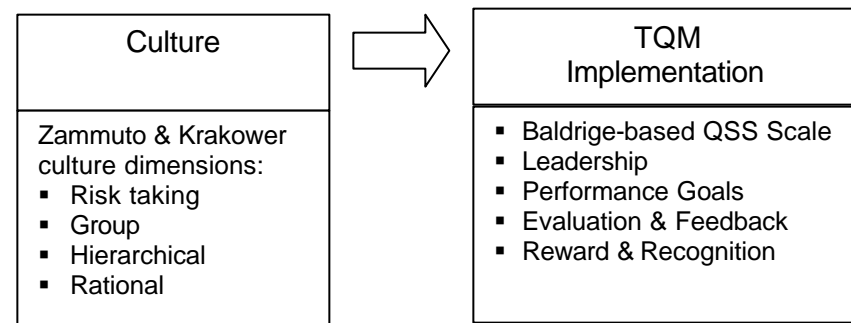 Culture
Zammuto & Krakower
culture dimensions:
▪ Risk taking
▪ Group
▪ Hierarchical
▪ Rational
TQM
Implementation
▪ Baldrige-based QSS Scale
▪ Leadership
▪ Performance Goals
▪ Evaluation & Feedback
▪ Reward & Recognition